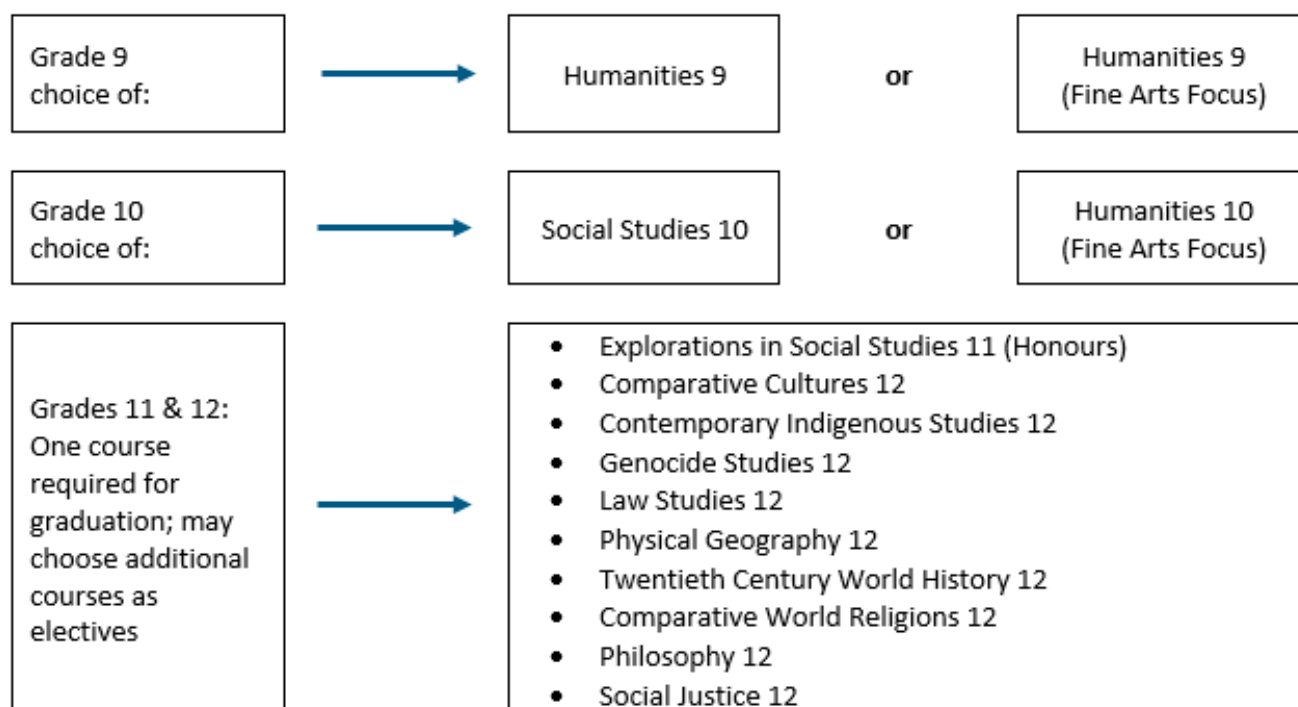 Grade 9
choice of:
Humanities 9
or
Humanities 9
(Fine Arts Focus)
Grade 10
choice of:
Social Studies 10
or
Humanities 10
(Fine Arts Focus)
Grades 11 & 12:
One course
required for
graduation; may
choose additional
courses as
electives
• Explorations in Social Studies 11 (Honours)
• Comparative Cultures 12
• Contemporary Indigenous Studies 12
• Genocide Studies 12
• Law Studies 12
• Physical Geography 12
• Twentieth Century World History 12
• Comparative World Religions 12
• Philosophy 12
• Social Justice 12